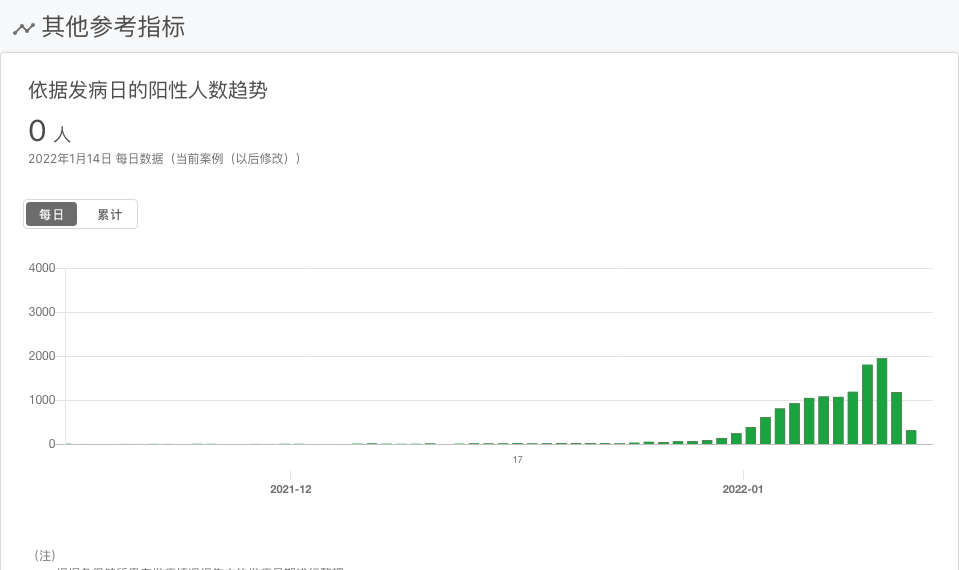 其他参考指标
依据发病日的阳性人数趋势
0 人
2022年1月14日 每日数据（当前案例（以后修改））
每日 累计
4000
3000
2000
1000
0
17
2021-12 2022-01
（注）